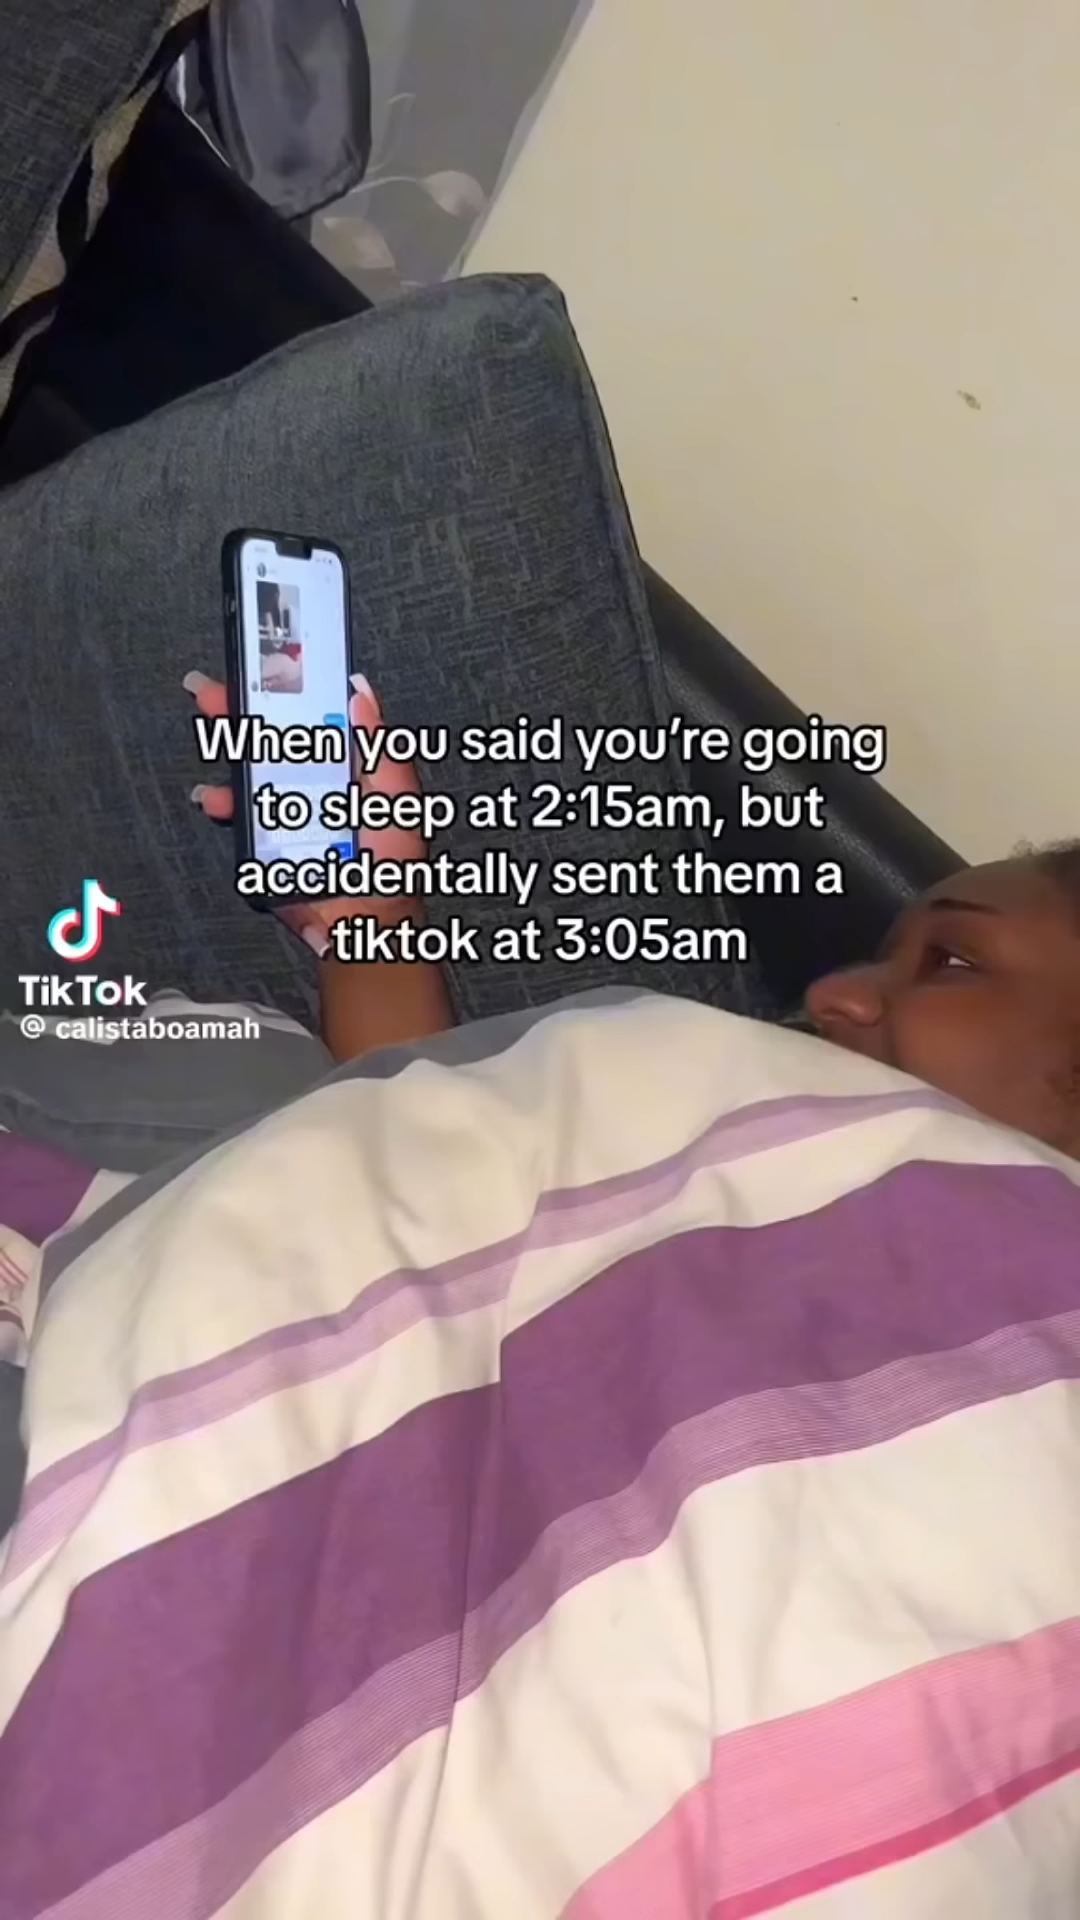 When you said you're going
to sleep at 2:15am, but
accidentally sent them a
tiktok at 3:05am
TikTok
@ calistaboamah